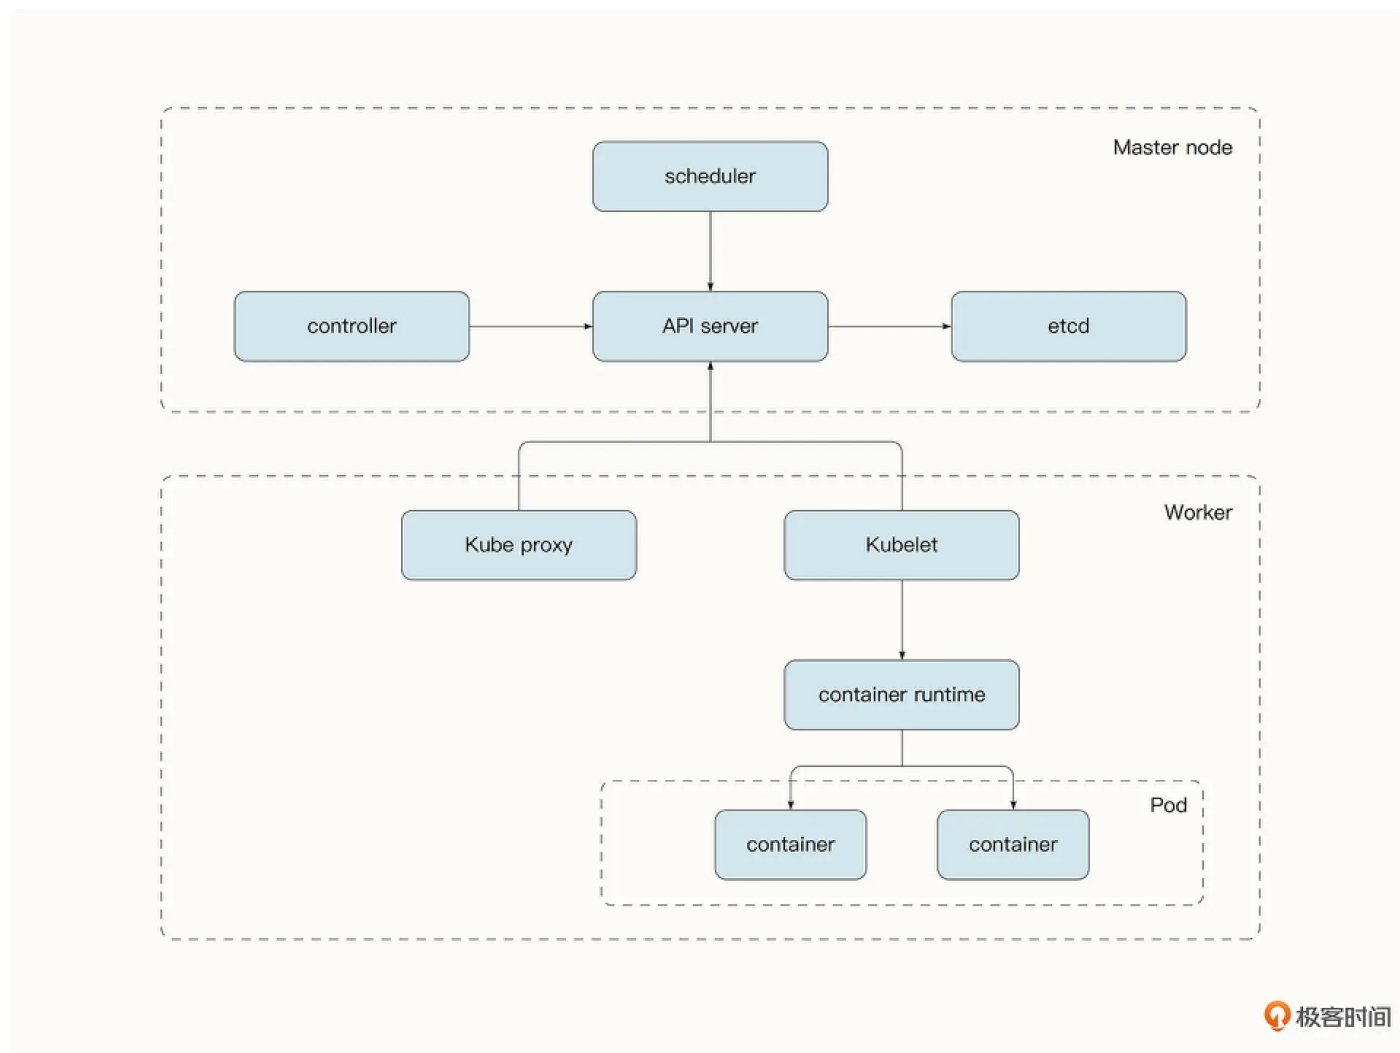 Master node
scheduler
controller
API server
etcd
Worker
Kube proxy
Kubelet
container runtime
Pod
container
container
极客时间